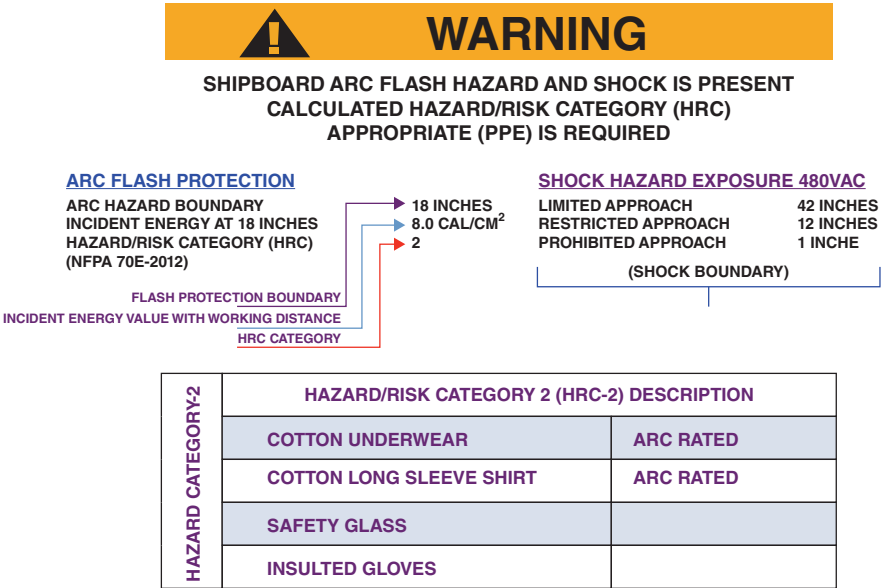 WARNING
SHIPBOARD ARC FLASH HAZARD AND SHOCK IS PRESENT
CALCULATED HAZARD/RISK CATEGORY (HRC)
APPROPRIATE (PPE) IS REQUIRED
ARC FLASH PROTECTION
ARC HAZARD BOUNDARY 18 INCHES
INCIDENT ENERGY AT 18 INCHES 8.0 CAL/CM²
HAZARD/RISK CATEGORY (HRC) 2
(NFPA 70E-2012)
FLASH PROTECTION BOUNDARY
INCIDENT ENERGY VALUE WITH WORKING DISTANCE
HRC CATEGORY
SHOCK HAZARD EXPOSURE 480VAC
LIMITED APPROACH 42 INCHES
RESTRICTED APPROACH 12 INCHES
PROHIBITED APPROACH 1 INCHE
(SHOCK BOUNDARY)
HAZARD CATEGORY-2
HAZARD/RISK CATEGORY 2 (HRC-2) DESCRIPTION
COTTON UNDERWEAR ARC RATED
COTTON LONG SLEEVE SHIRT ARC RATED
SAFETY GLASS
INSULTED GLOVES